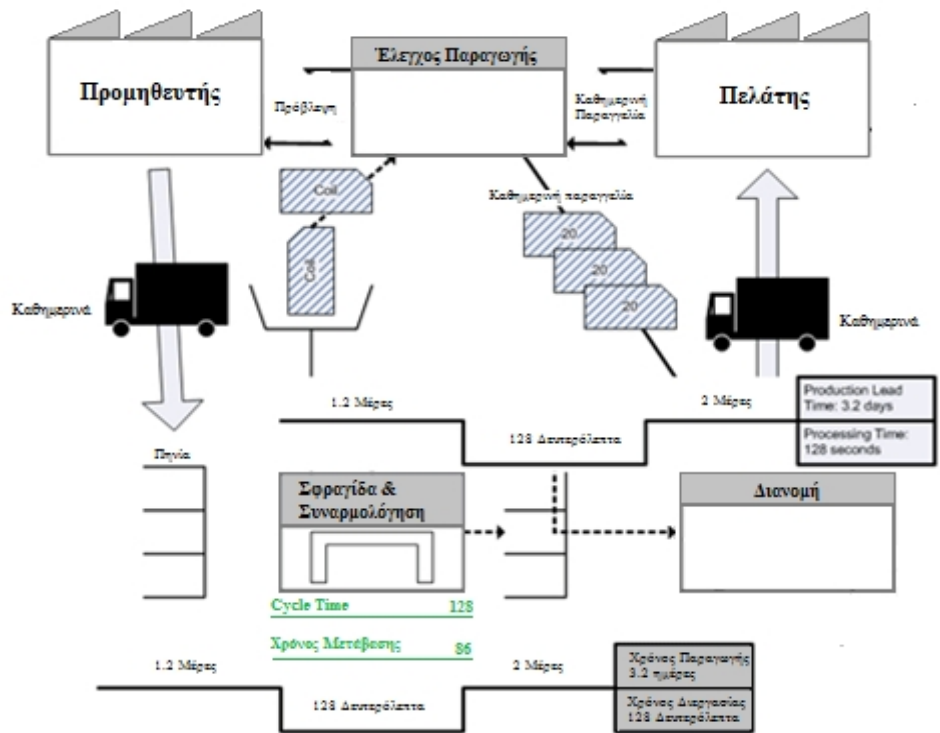 Προμηθευτής
Έλεγχος Παραγωγής
Πελάτης
Πρόβλεψη
Καθημερινή
Παραγγελία
Coil
Coil
Καθημερινή παραγγελία
20
20
20
Καθημερινά
Καθημερινά
1.2 Μέρες
128 Δευτερόλεπτα
2 Μέρες
Production Lead
Time: 3.2 days
Processing Time:
128 seconds
Πηνία
Σφραγίδα &
Συναρμολόγηση
Διανομή
Cycle Time 128
Χρόνος Μετάβασης 86
1.2 Μέρες
128 Δευτερόλεπτα
2 Μέρες
Χρόνος Παραγωγής
3.2 ημέρες
Χρόνος Διεργασίας
128 Δευτερόλεπτα